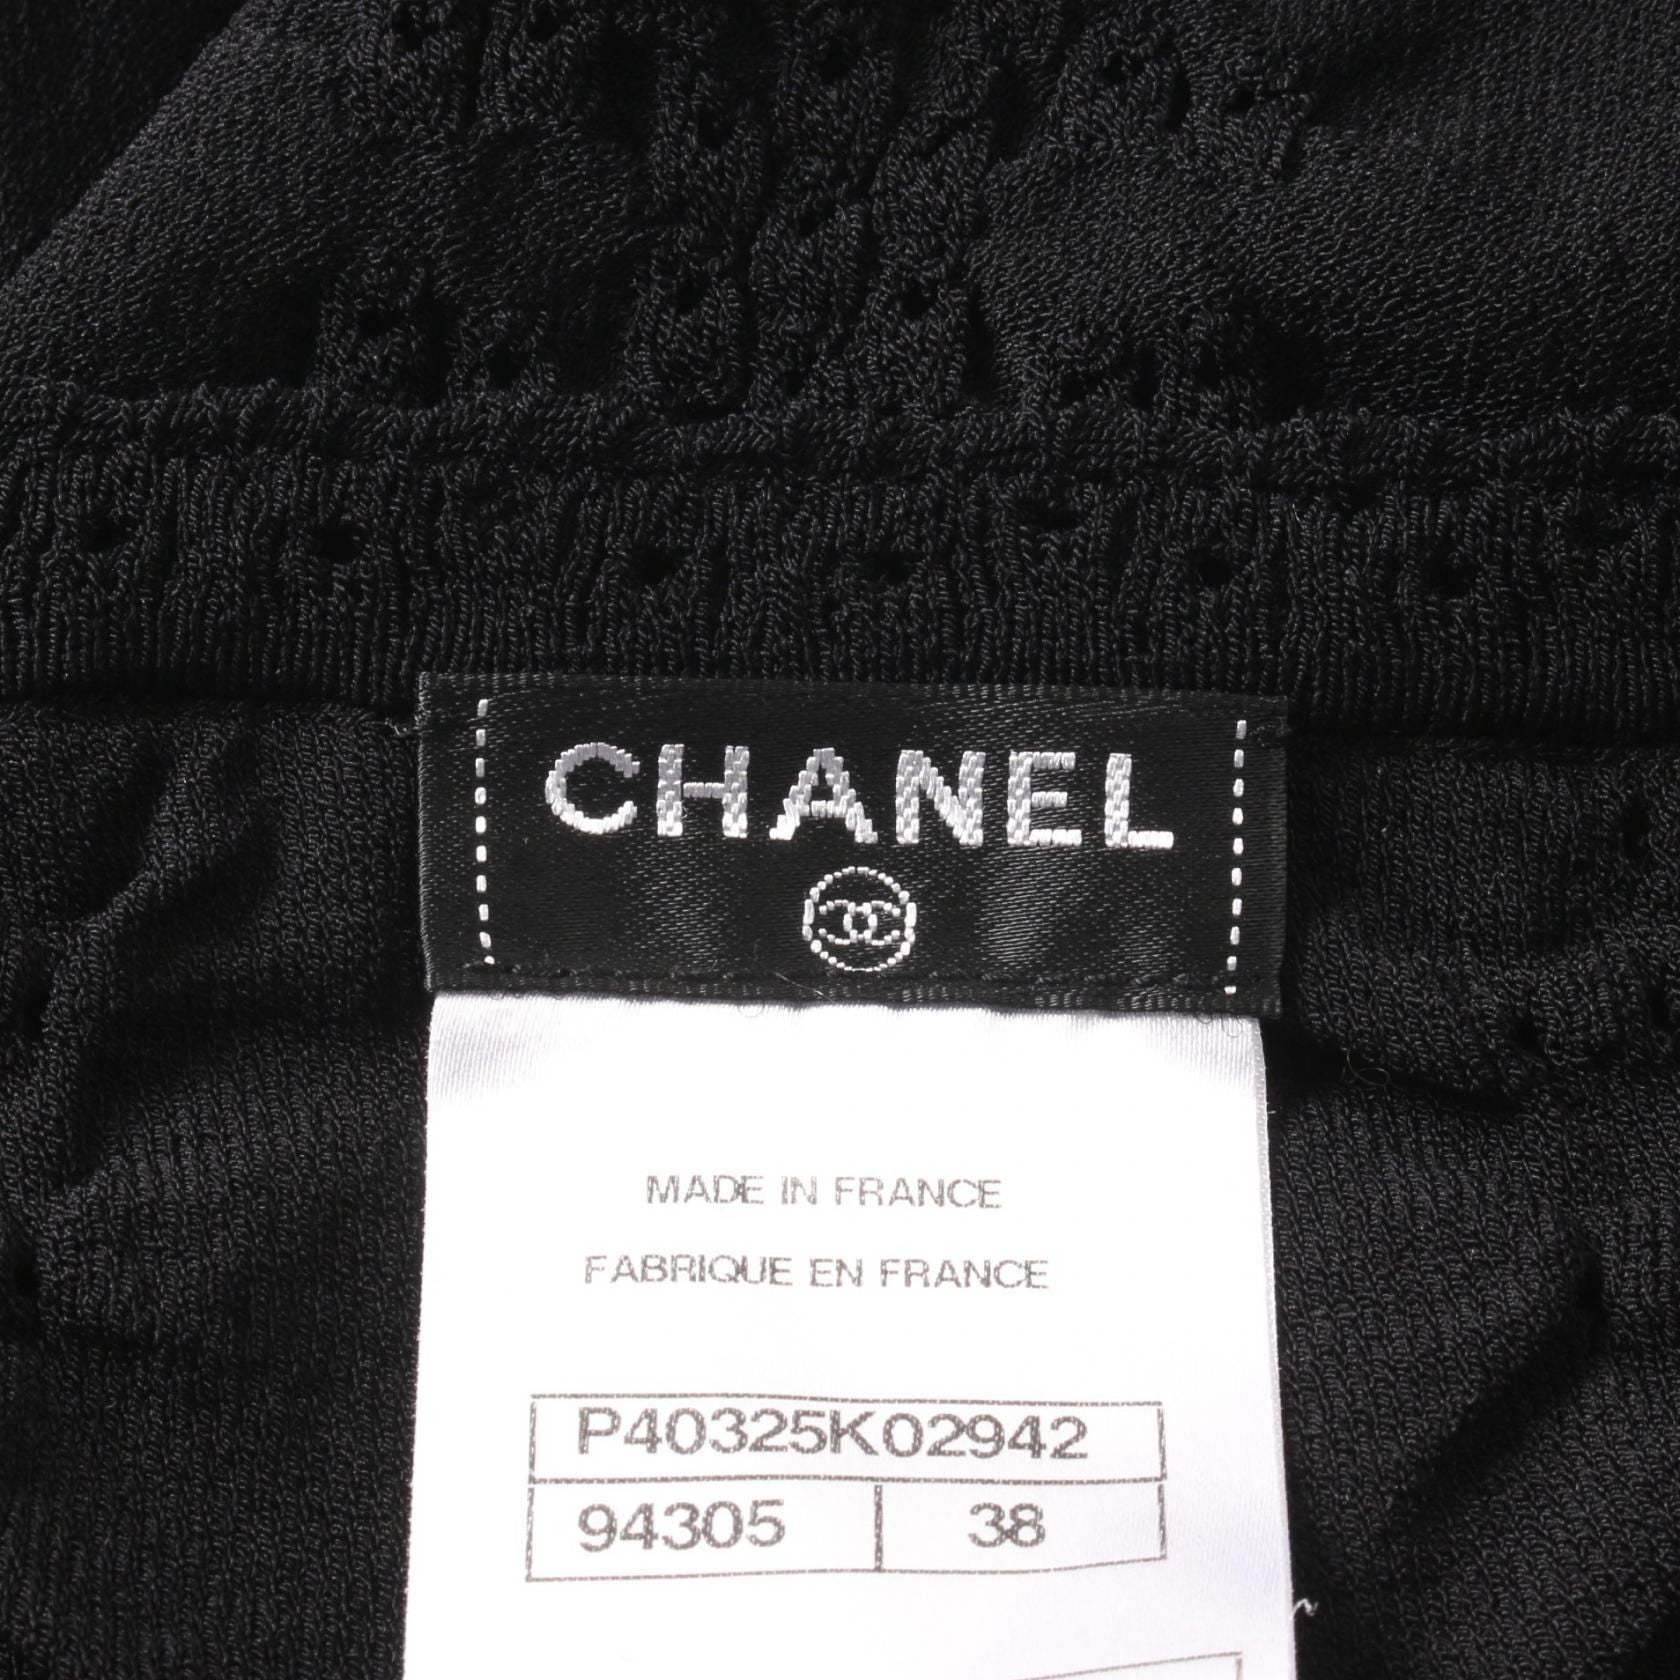 CHANEL
MADE IN FRANCE
FABRIQUE EN FRANCE
P40325K02942
94305 38